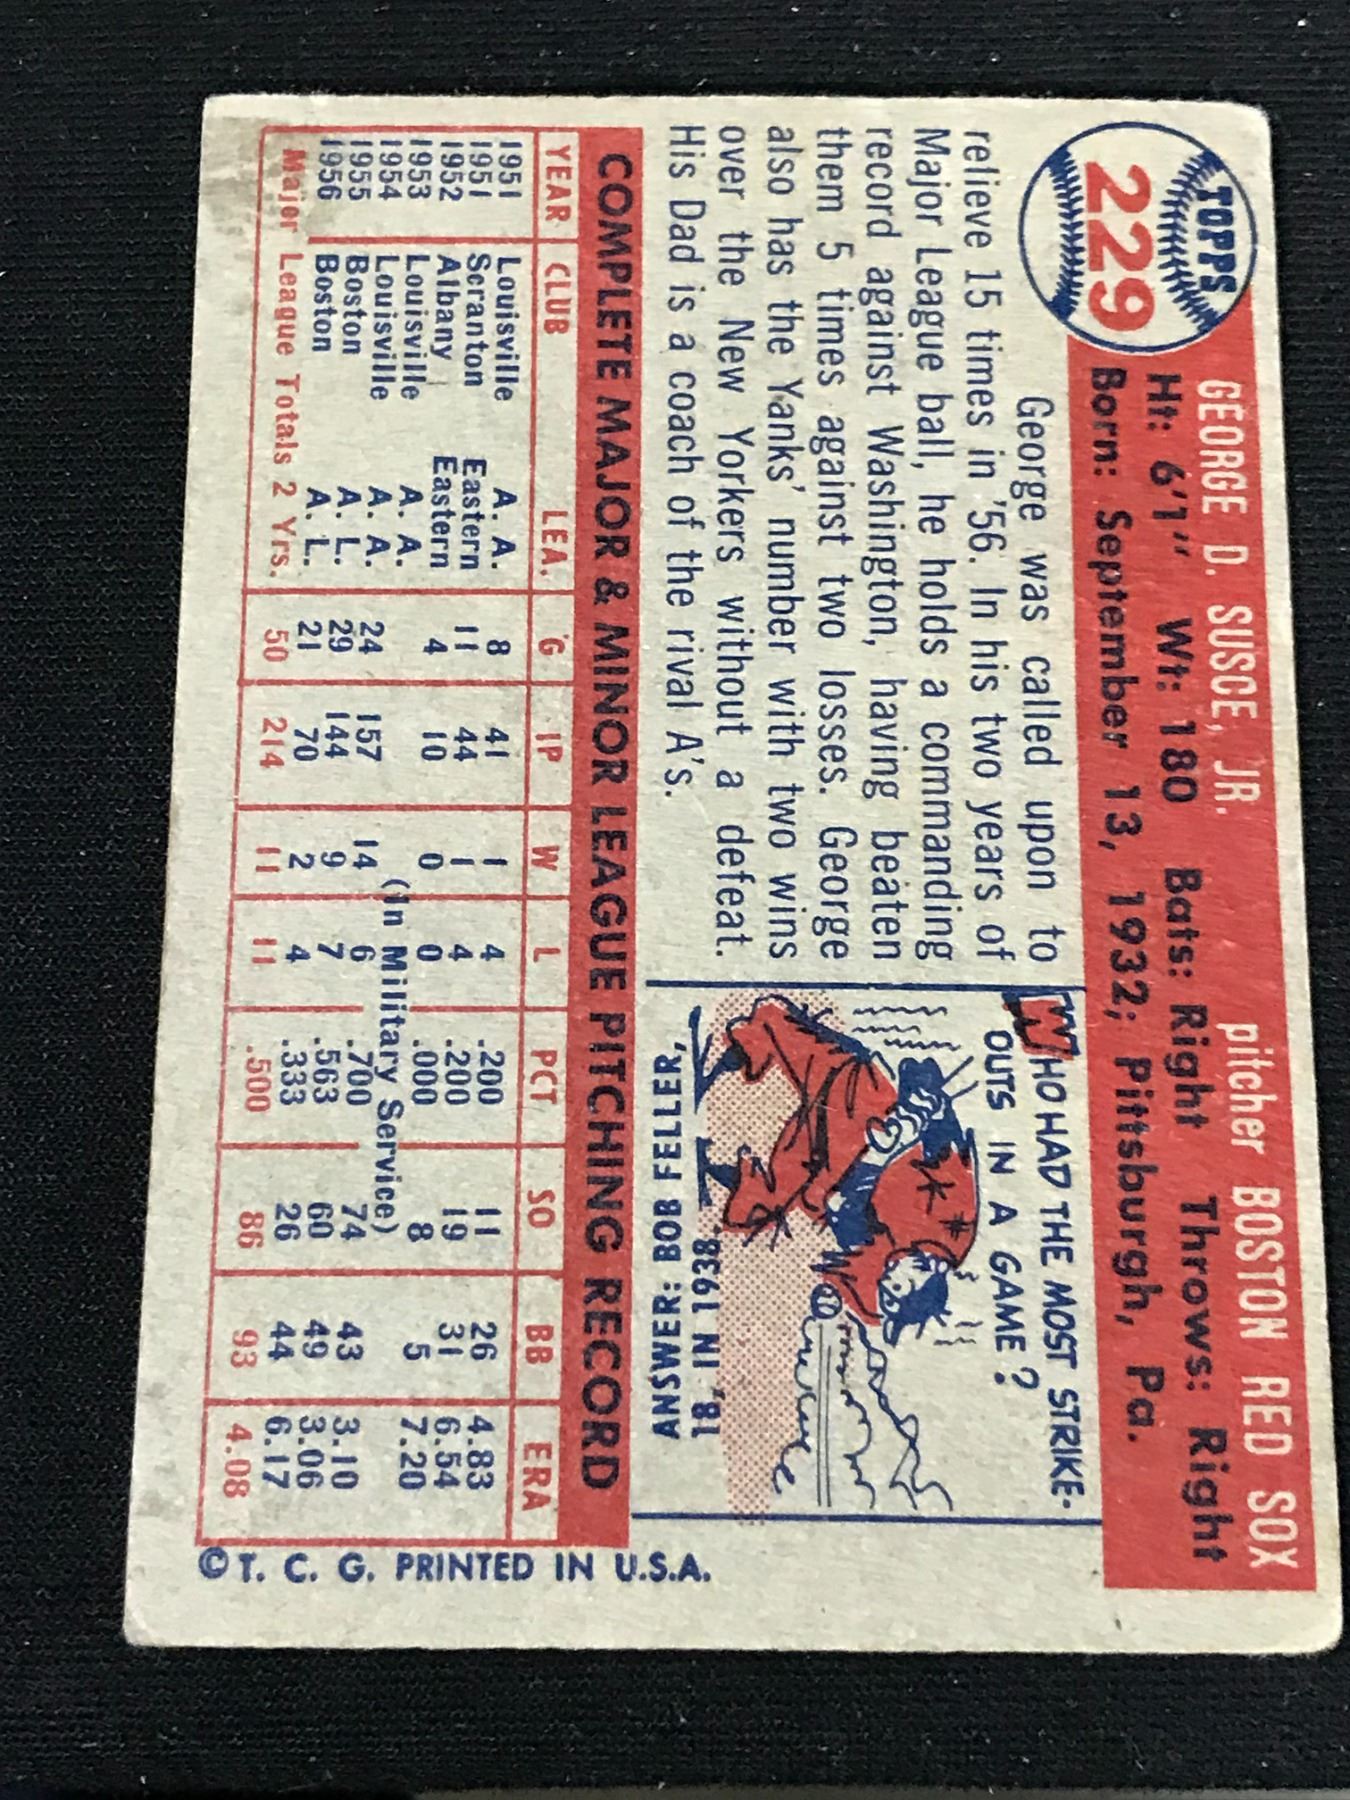 TOPPS
229
GEORGE D. SUSCE, JR. pitcher BOSTON RED SOX
Ht: 6'1" Wt: 180 Bats: Right Throws: Right
Born: September 13, 1932; Pittsburgh, Pa.
George was called upon to
relieve 15 times in '56. In his two years of
Major League ball, he holds a commanding
record against Washington, having beaten
them 5 times against two losses. George
also has the Yanks' number with two wins
over the New Yorkers without a defeat.
His Dad is a coach of the rival A's.
WHO HAD THE MOST STRIKE-
OUTS IN A GAME?
ANSWER: BOB FELLER,
18, IN 1938.
COMPLETE MAJOR & MINOR LEAGUE PITCHING RECORD
YEAR CLUB LEA. G IP W L PCT SO BB ERA
1951 Louisville A. A. 8 41 1 4 .200 11 26 4.83
1951 Scranton Eastern 11 44 1 4 .200 19 31 6.54
1952 Albany Eastern 4 10 0 0 .000 8 5 7.20
1953 Louisville A. A. (In Military Service)
1954 Louisville A. A. 24 157 14 6 .700 74 43 3.10
1955 Boston A. L. 29 144 9 7 .563 60 49 3.06
1956 Boston A. L. 21 70 2 4 .333 26 44 6.17
Major League Totals 2 Yrs. 50 214 11 11 .500 86 93 4.08
© T. C. G. PRINTED IN U.S.A.